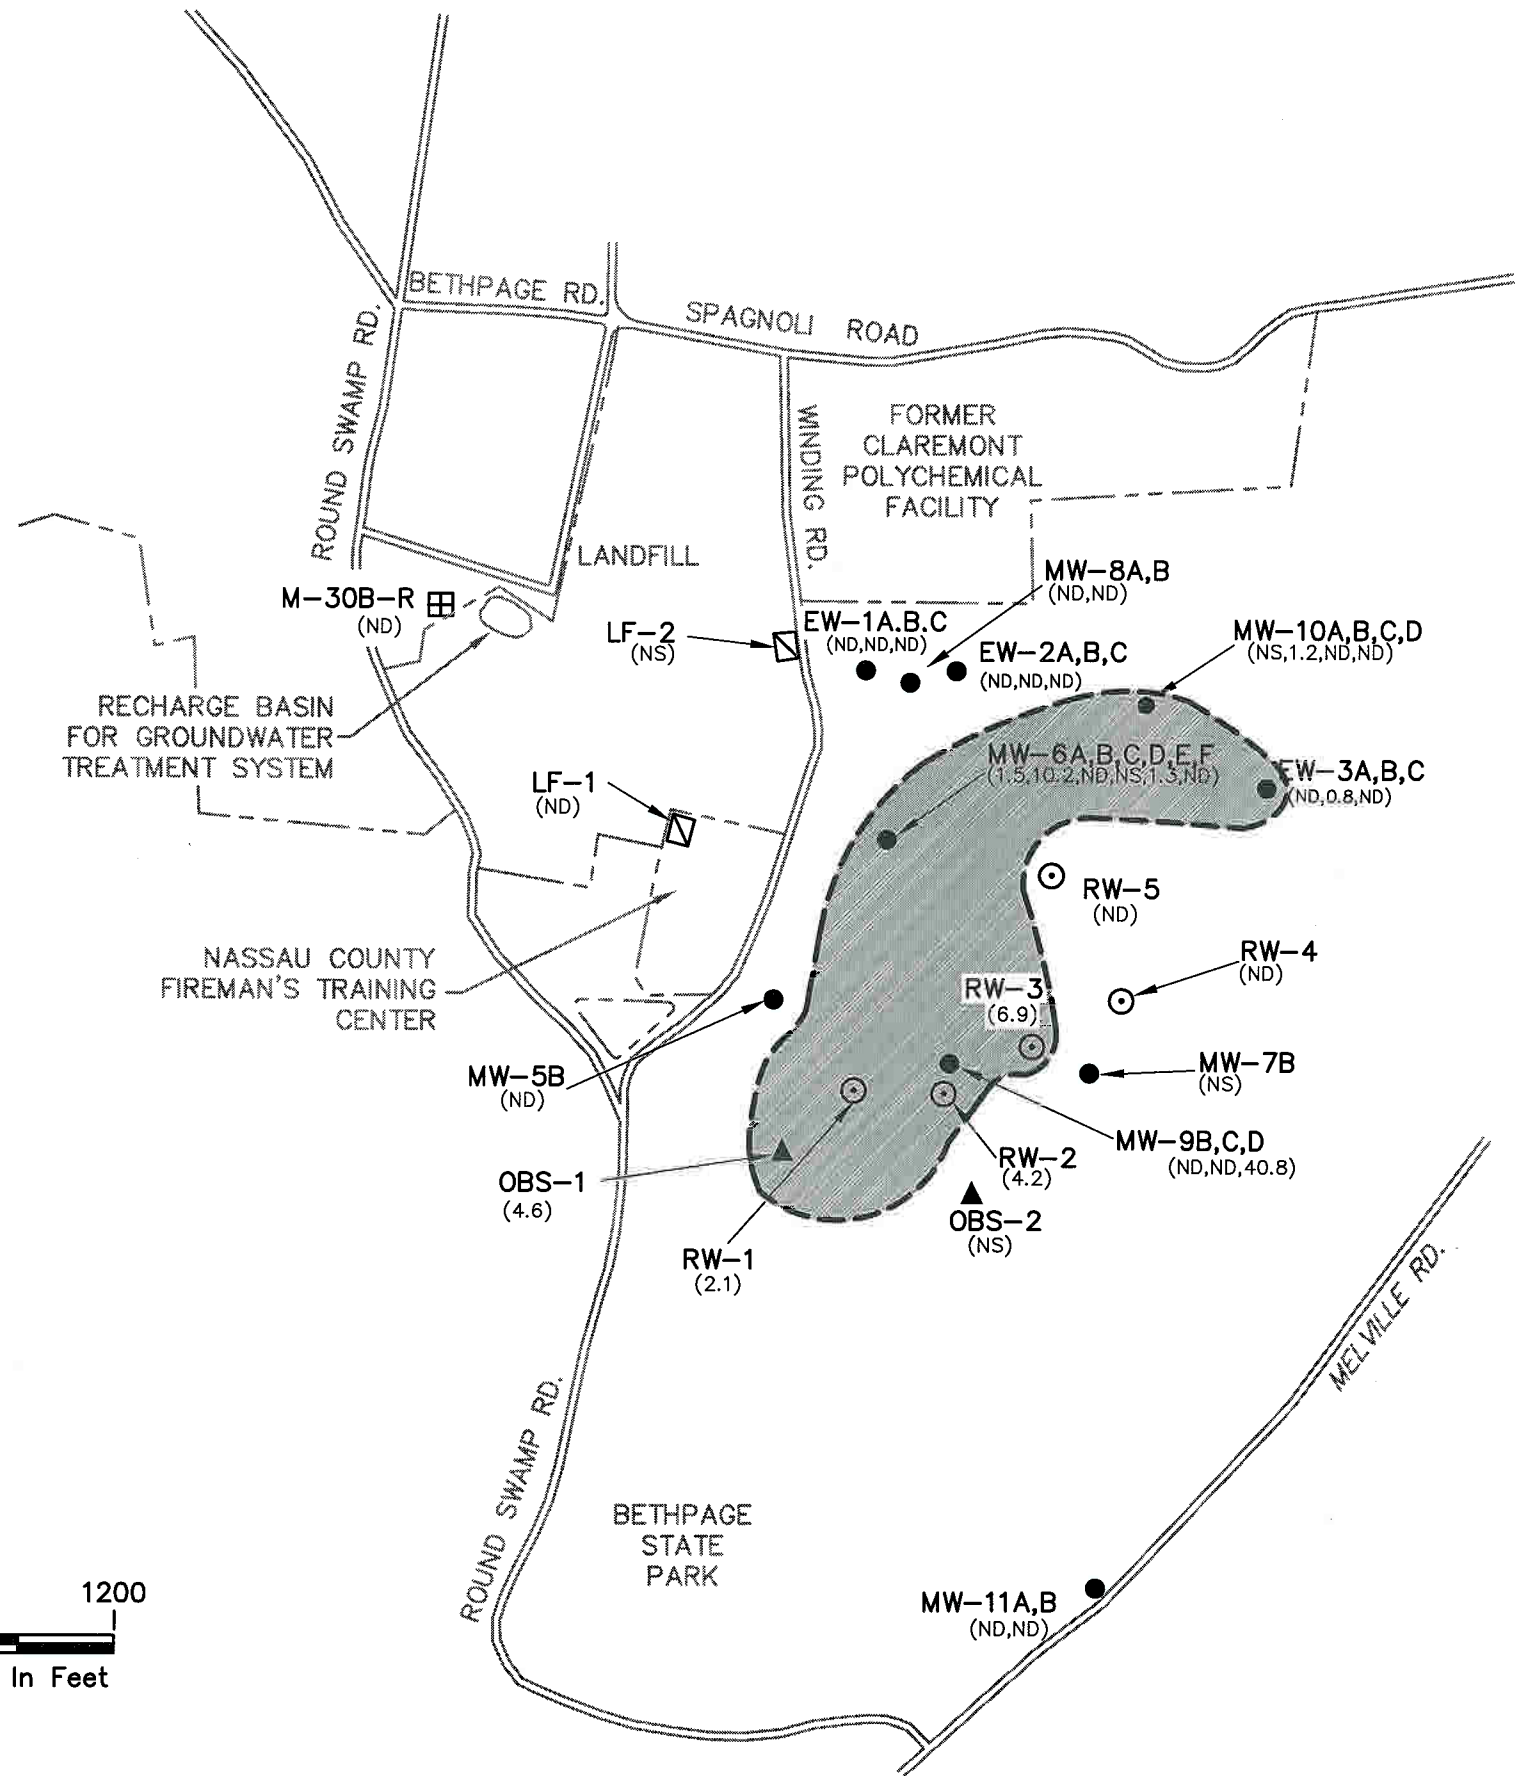 BETHPAGE RD.
SPAGNOLI ROAD
ROUND SWAMP RD.
WINDING RD.
FORMER
CLAREMONT
POLYCHEMICAL
FACILITY
LANDFILL
MW-8A,B
(ND,ND)
M-30B-R
(ND)
LF-2
(NS)
EW-1A.B.C
(ND,ND,ND)
EW-2A,B,C
(ND,ND,ND)
MW-10A,B,C,D
(NS,1.2,ND,ND)
RECHARGE BASIN
FOR GROUNDWATER
TREATMENT SYSTEM
MW-6A,B,C,D,E,F
(1.5,10.2,ND,NS,1.3,ND)
EW-3A,B,C
(ND,0.8,ND)
LF-1
(ND)
RW-5
(ND)
NASSAU COUNTY
FIREMAN'S TRAINING
CENTER
RW-4
(ND)
RW-3
(6.9)
MW-5B
(ND)
MW-7B
(NS)
MW-9B,C,D
(ND,ND,40.8)
RW-2
(4.2)
OBS-1
(4.6)
OBS-2
(NS)
RW-1
(2.1)
MELVILLE RD.
ROUND SWAMP RD.
BETHPAGE
STATE
PARK
MW-11A,B
(ND,ND)
1200
In Feet